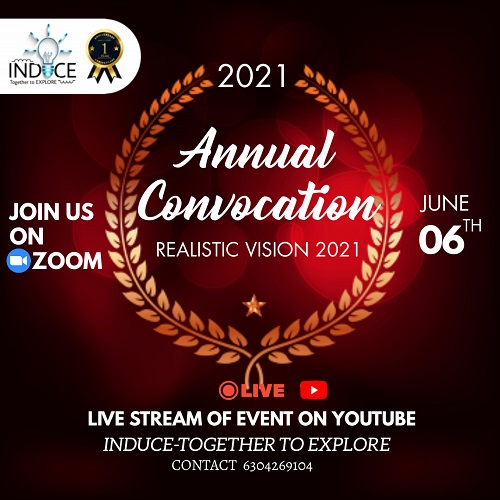 INDUCE
Together to EXPLORE
1
2021
Annual
Convocation
REALISTIC VISION 2021
JOIN US
ON
ZOOM
JUNE
06TH
LIVE
LIVE STREAM OF EVENT ON YOUTUBE
INDUCE-TOGETHER TO EXPLORE
CONTACT 6304269104